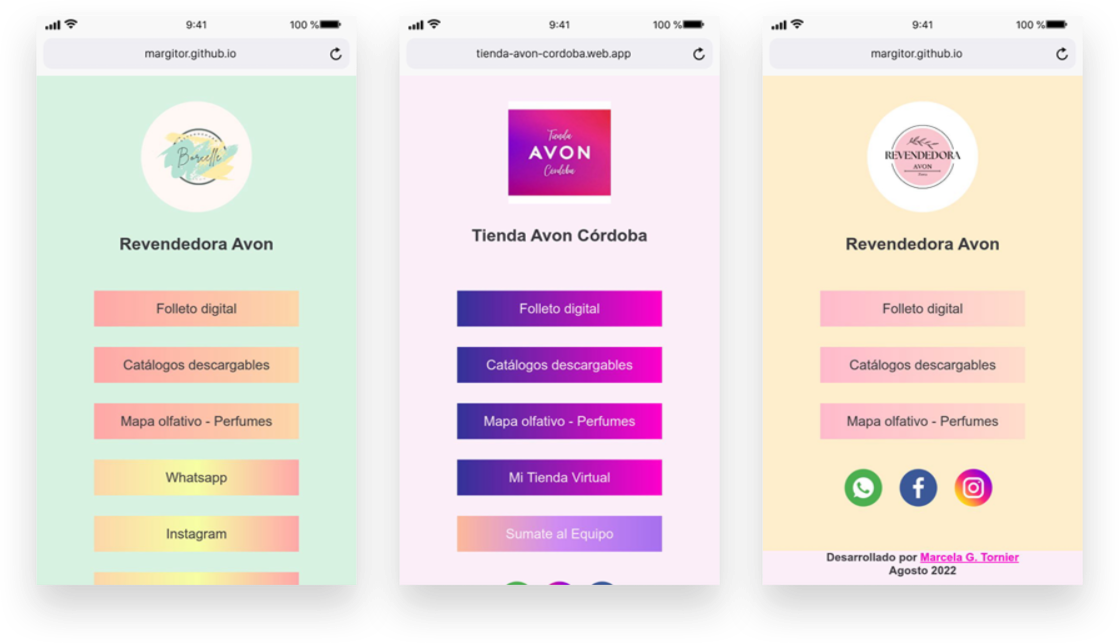 9:41
100 %
margitor.github.io
Borcelle
Revendedora Avon
Folleto digital
Catálogos descargables
Mapa olfativo - Perfumes
Whatsapp
Instagram
9:41
100 %
tienda-avon-cordoba.web.app
Tienda
AVON
Córdoba
Tienda Avon Córdoba
Folleto digital
Catálogos descargables
Mapa olfativo - Perfumes
Mi Tienda Virtual
Sumate al Equipo
9:41
100 %
margitor.github.io
REVENDEDORA
AVON
Revendedora Avon
Folleto digital
Catálogos descargables
Mapa olfativo - Perfumes
Desarrollado por Marcela G. Tornier
Agosto 2022